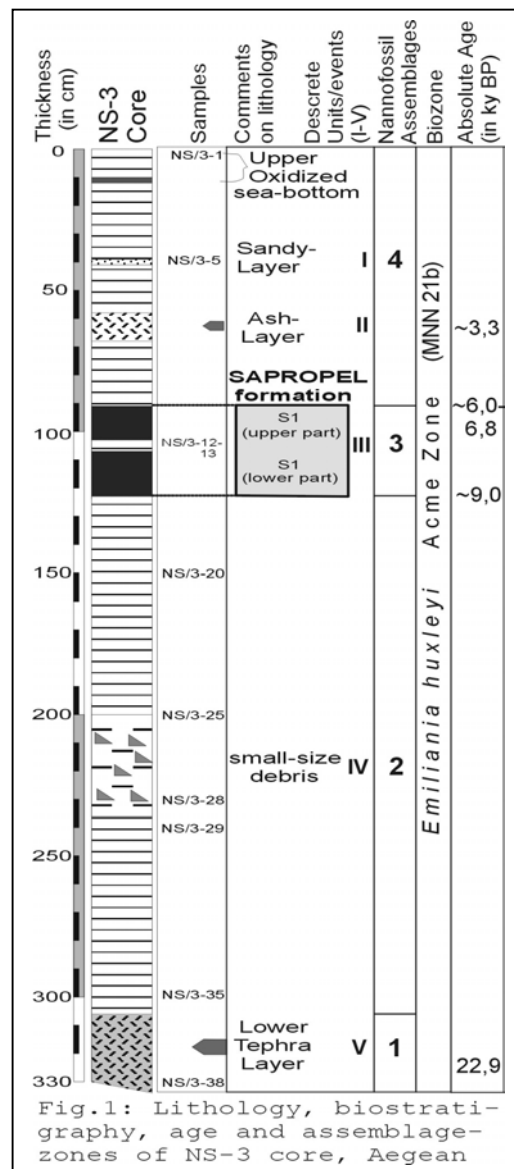 Thickness
(in cm)
NS-3
Core
Samples
Comments
on lithology
Discrete
Units/events
(I-V)
Nannofossil
Assemblages
Biozone
Absolute Age
(in ky BP)
0
NS/3-1
Upper
Oxidized
sea-bottom
NS/3-5
Sandy-
Layer
I
4
50
Ash-
Layer
II
~3,3
SAPROPEL
formation
~6,0-
6,8
S1
(upper part)
100
NS/3-12-
13
III
3
S1
(lower part)
~9,0
Emiliania huxleyi Acme Zone (MNN 21b)
150
NS/3-20
200
NS/3-25
small-size
debris
IV
2
NS/3-28
NS/3-29
250
300
NS/3-35
Lower
Tephra
Layer
V
1
22,9
330
NS/3-38
Fig.1: Lithology, biostrati-
graphy, age and assemblage-
zones of NS-3 core, Aegean